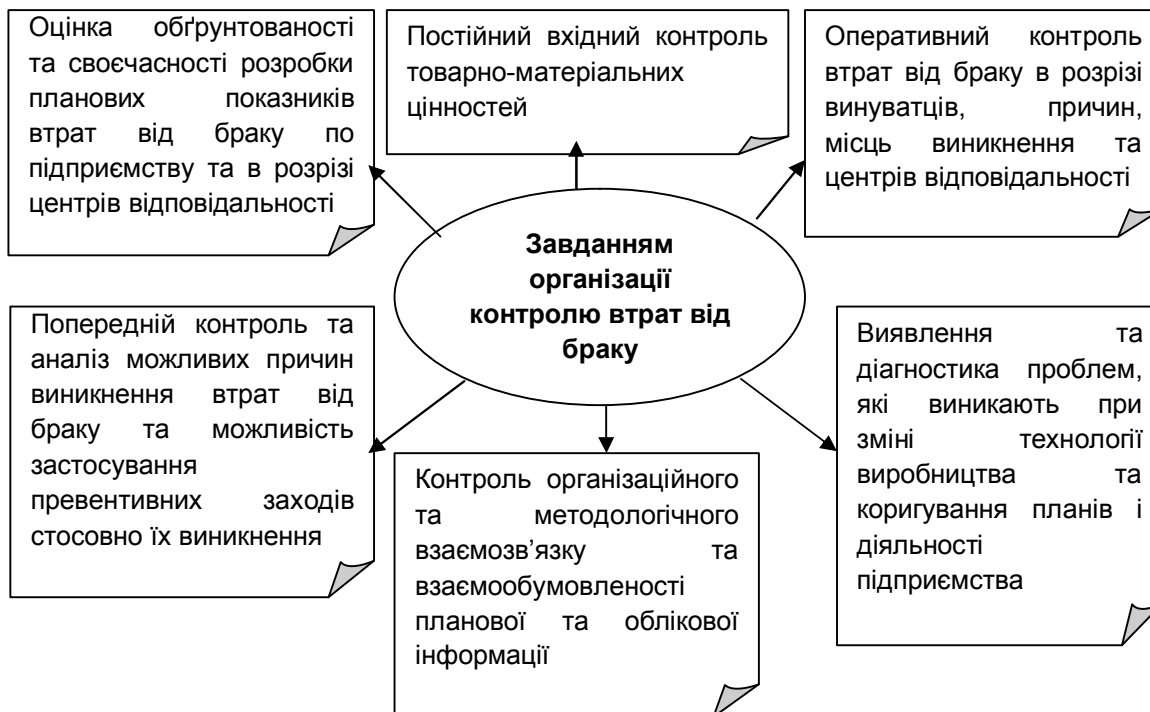 Оцінка обґрунтованості
та своєчасності розробки
планових показників
втрат від браку по
підприємству та в розрізі
центрів відповідальності
Постійний вхідний контроль
товарно-матеріальних
цінностей
Оперативний контроль
втрат від браку в розрізі
винуватців, причин,
місць виникнення та
центрів відповідальності
Завданням
організації
контролю втрат від
браку
Попередній контроль та
аналіз можливих причин
виникнення втрат від
браку та можливість
застосування
превентивних заходів
стосовно їх виникнення
Контроль організаційного
та методологічного
взаємозв’язку та
взаємообумовленості
планової та облікової
інформації
Виявлення та
діагностика проблем,
які виникають при
зміні технології
виробництва та
коригування планів і
діяльності
підприємства